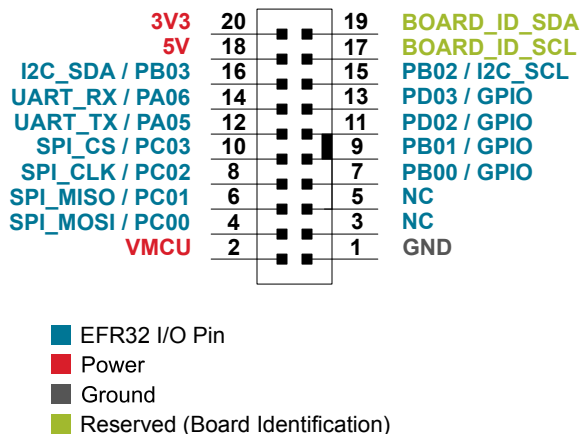 3V3 20 19 BOARD_ID_SDA
5V 18 17 BOARD_ID_SCL
I2C_SDA / PB03 16 15 PB02 / I2C_SCL
UART_RX / PA06 14 13 PD03 / GPIO
UART_TX / PA05 12 11 PD02 / GPIO
SPI_CS / PC03 10 9 PB01 / GPIO
SPI_CLK / PC02 8 7 PB00 / GPIO
SPI_MISO / PC01 6 5 NC
SPI_MOSI / PC00 4 3 NC
VMCU 2 1 GND
EFR32 I/O Pin
Power
Ground
Reserved (Board Identification)